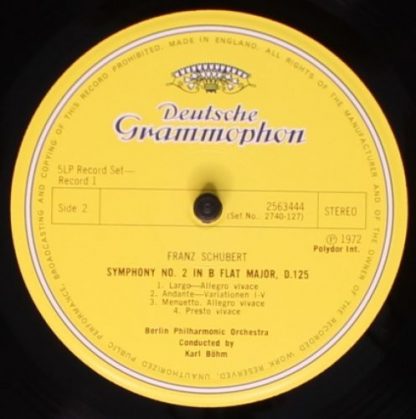 MADE IN ENGLAND. ALL RIGHTS OF THE MANUFACTURER AND OF THE OWNER OF THE RECORDED WORK RESERVED. UNAUTHORIZED PUBLIC PERFORMANCE, BROADCASTING AND COPYING OF THIS RECORD PROHIBITED.
Deutsche
Grammophon
5LP Record Set—
Record 1
Side 2
2563444
(Set No.. 2740-127)
STEREO
Ⓟ 1972
Polydor Int.
FRANZ SCHUBERT
SYMPHONY NO. 2 IN B FLAT MAJOR, D.125
1. Largo—Allegro vivace
2. Andante—Variationen I-V
3. Menuetto. Allegro vivace
4. Presto vivace
Berlin Philharmonic Orchestra
Conducted by
Karl Böhm